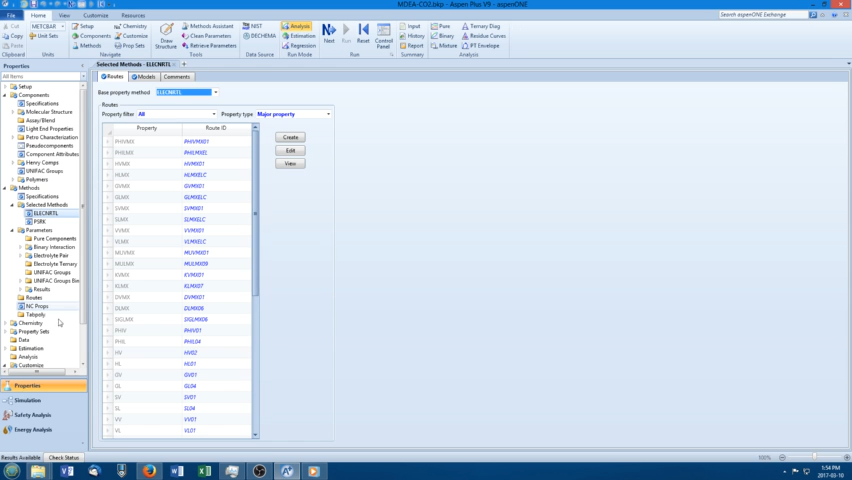 MDEA-CO2.bkp - Aspen Plus V9 - aspenONE
File Home View Customize Resources
Search aspenONE Exchange
Cut METCBAR Setup Chemistry Methods Assistant NIST Analysis Input Pure Ternary Diag
Copy Unit Sets Components Customize Clean Parameters DECHEMA Estimation History Binary Residue Curves
Paste Methods Prop Sets Retrieve Parameters Regression Report Mixture PT Envelope
Draw Structure
Next Run Reset Control Panel
Clipboard Units Navigate Tools Data Source Run Mode Run Summary Analysis
Properties
All Items
Setup
Components
Specifications
Molecular Structure
Assay/Blend
Light End Properties
Petro Characterization
Pseudocomponents
Component Attributes
Henry Comps
UNIFAC Groups
Polymers
Methods
Specifications
Selected Methods
ELECNRTL
PSRK
Parameters
Pure Components
Binary Interaction
Electrolyte Pair
Electrolyte Ternary
UNIFAC Groups
UNIFAC Groups Bin
Results
Routes
NC Props
Tabpoly
Chemistry
Property Sets
Data
Estimation
Analysis
Customize
Properties
Simulation
Safety Analysis
Energy Analysis
Selected Methods - ELECNRTL
Routes Models Comments
Base property method ELECNRTL
Routes
Property filter: All Property type: Major property
Property Route ID
PHIVMX PHIVMX01
PHILMX PHILMXEL
HVMX HVMX01
HLMX HLMXELC
GVMX GVMX01
GLMX GLMXELC
SVMX SVMX01
SLMX SLMXELC
VVMX VVMX01
VLMX VLMXELC
MUVMX MUVMX01
MULMX MULMX09
KVMX KVMX01
KLMX KLMX07
DVMX DVMX01
DLMX DLMX06
SIGLMX SIGLMX06
PHIV PHIV01
PHIL PHIL04
HV HV02
HL HL01
GV GV01
GL GL04
SV SV01
SL SL04
VV VV01
VL VL01
Create
Edit
View
Results Available Check Status
100%
1:54 PM
2017-03-10